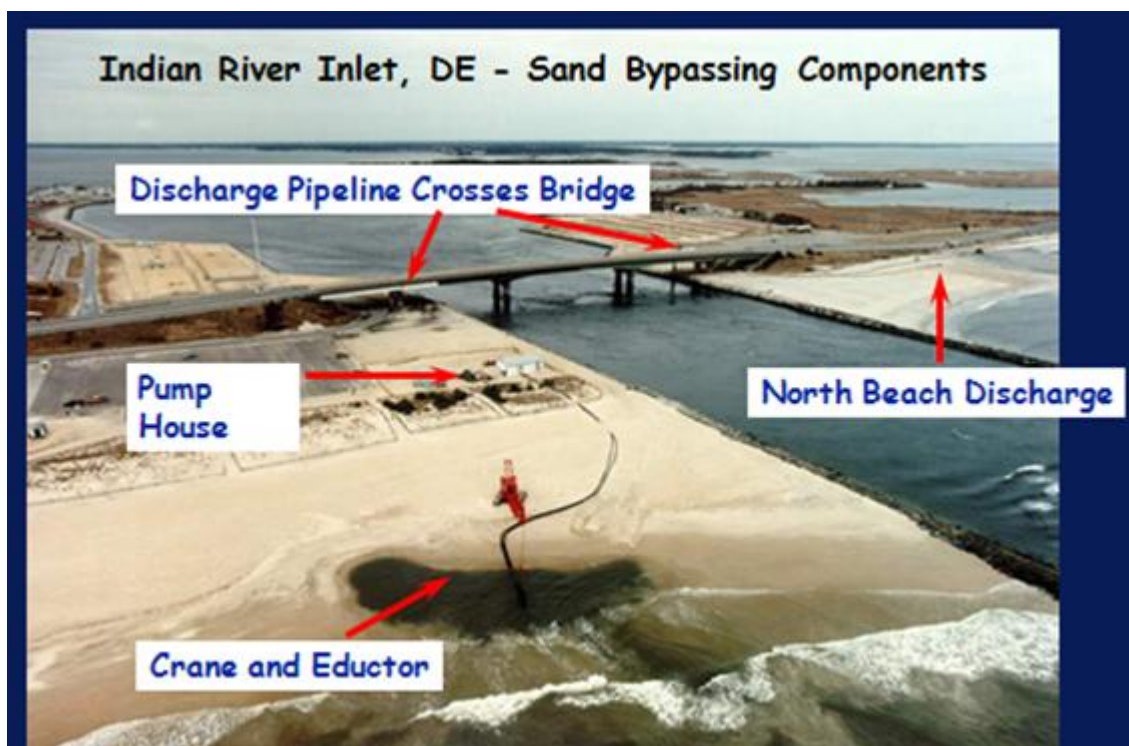 Indian River Inlet, DE - Sand Bypassing Components
Discharge Pipeline Crosses Bridge
Pump
House
North Beach Discharge
Crane and Eductor